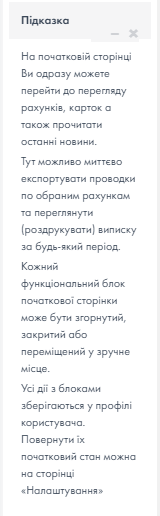 Підказка
На початковій сторінці
Ви одразу можете
перейти до перегляду
рахунків, карток а
також прочитати
останні новини.
Тут можливо миттєво
експортувати проводки
по обраним рахункам
та переглянути
(роздрукувати) виписку
за будь-який період.
Кожний
функціональний блок
початкової сторінки
може бути згорнутий,
закритий або
переміщений у зручне
місце.
Усі дії з блоками
зберігаються у профілі
користувача.
Повернути їх
початковий стан можна
на сторінці
«Налаштування»